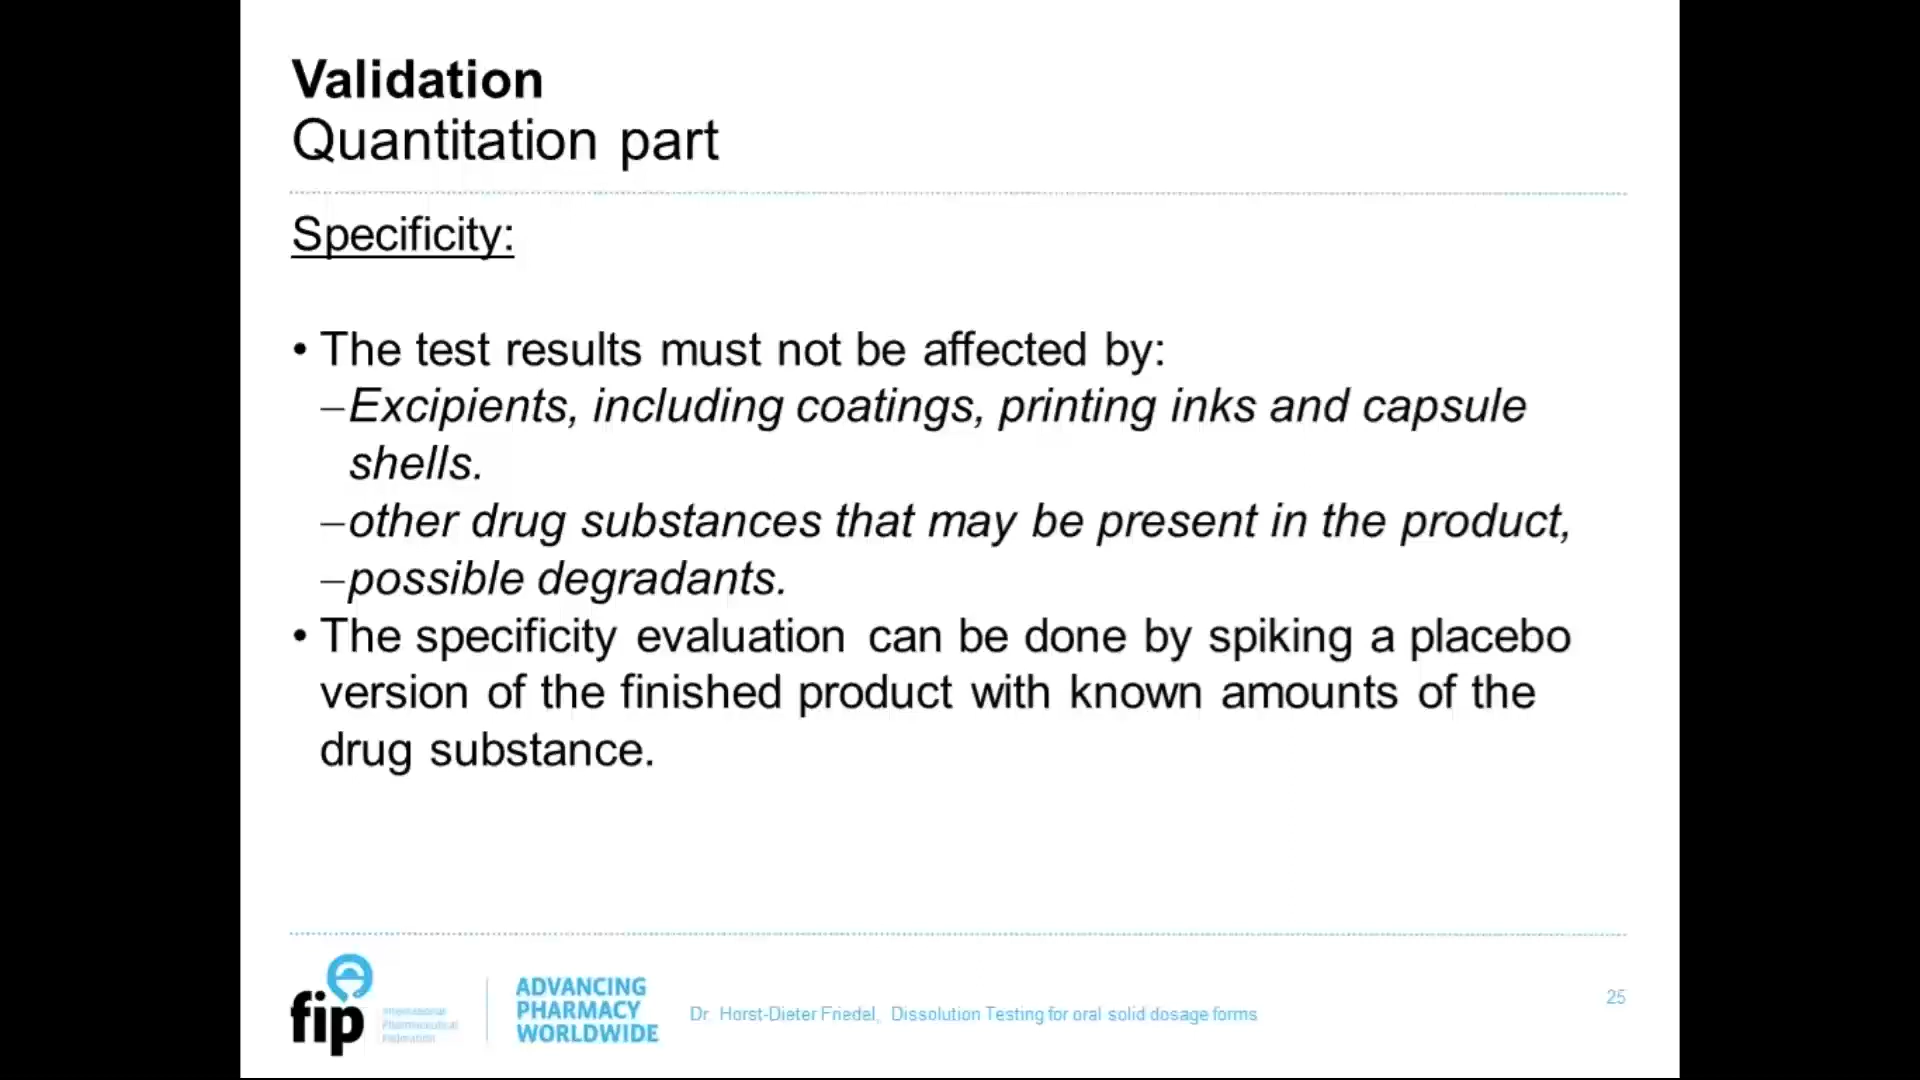 Validation
Quantitation part
Specificity:
• The test results must not be affected by:
–Excipients, including coatings, printing inks and capsule
shells.
–other drug substances that may be present in the product,
–possible degradants.
• The specificity evaluation can be done by spiking a placebo
version of the finished product with known amounts of the
drug substance.
fip
International
Pharmaceutical
Federation
ADVANCING
PHARMACY
WORLDWIDE
Dr. Horst-Dieter Friedel, Dissolution Testing for oral solid dosage forms
25